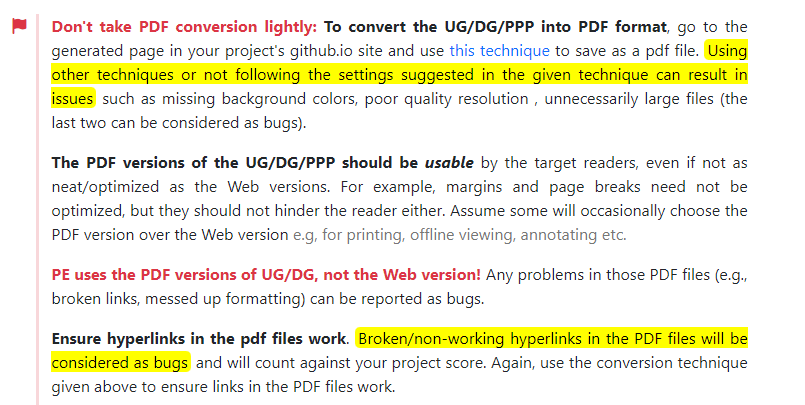 Don't take PDF conversion lightly: To convert the UG/DG/PPP into PDF format, go to the
generated page in your project's github.io site and use this technique to save as a pdf file. Using
other techniques or not following the settings suggested in the given technique can result in
issues such as missing background colors, poor quality resolution , unnecessarily large files (the
last two can be considered as bugs).
The PDF versions of the UG/DG/PPP should be usable by the target readers, even if not as
neat/optimized as the Web versions. For example, margins and page breaks need not be
optimized, but they should not hinder the reader either. Assume some will occasionally choose the
PDF version over the Web version e.g, for printing, offline viewing, annotating etc.
PE uses the PDF versions of UG/DG, not the Web version! Any problems in those PDF files (e.g.,
broken links, messed up formatting) can be reported as bugs.
Ensure hyperlinks in the pdf files work. Broken/non-working hyperlinks in the PDF files will be
considered as bugs and will count against your project score. Again, use the conversion technique
given above to ensure links in the PDF files work.